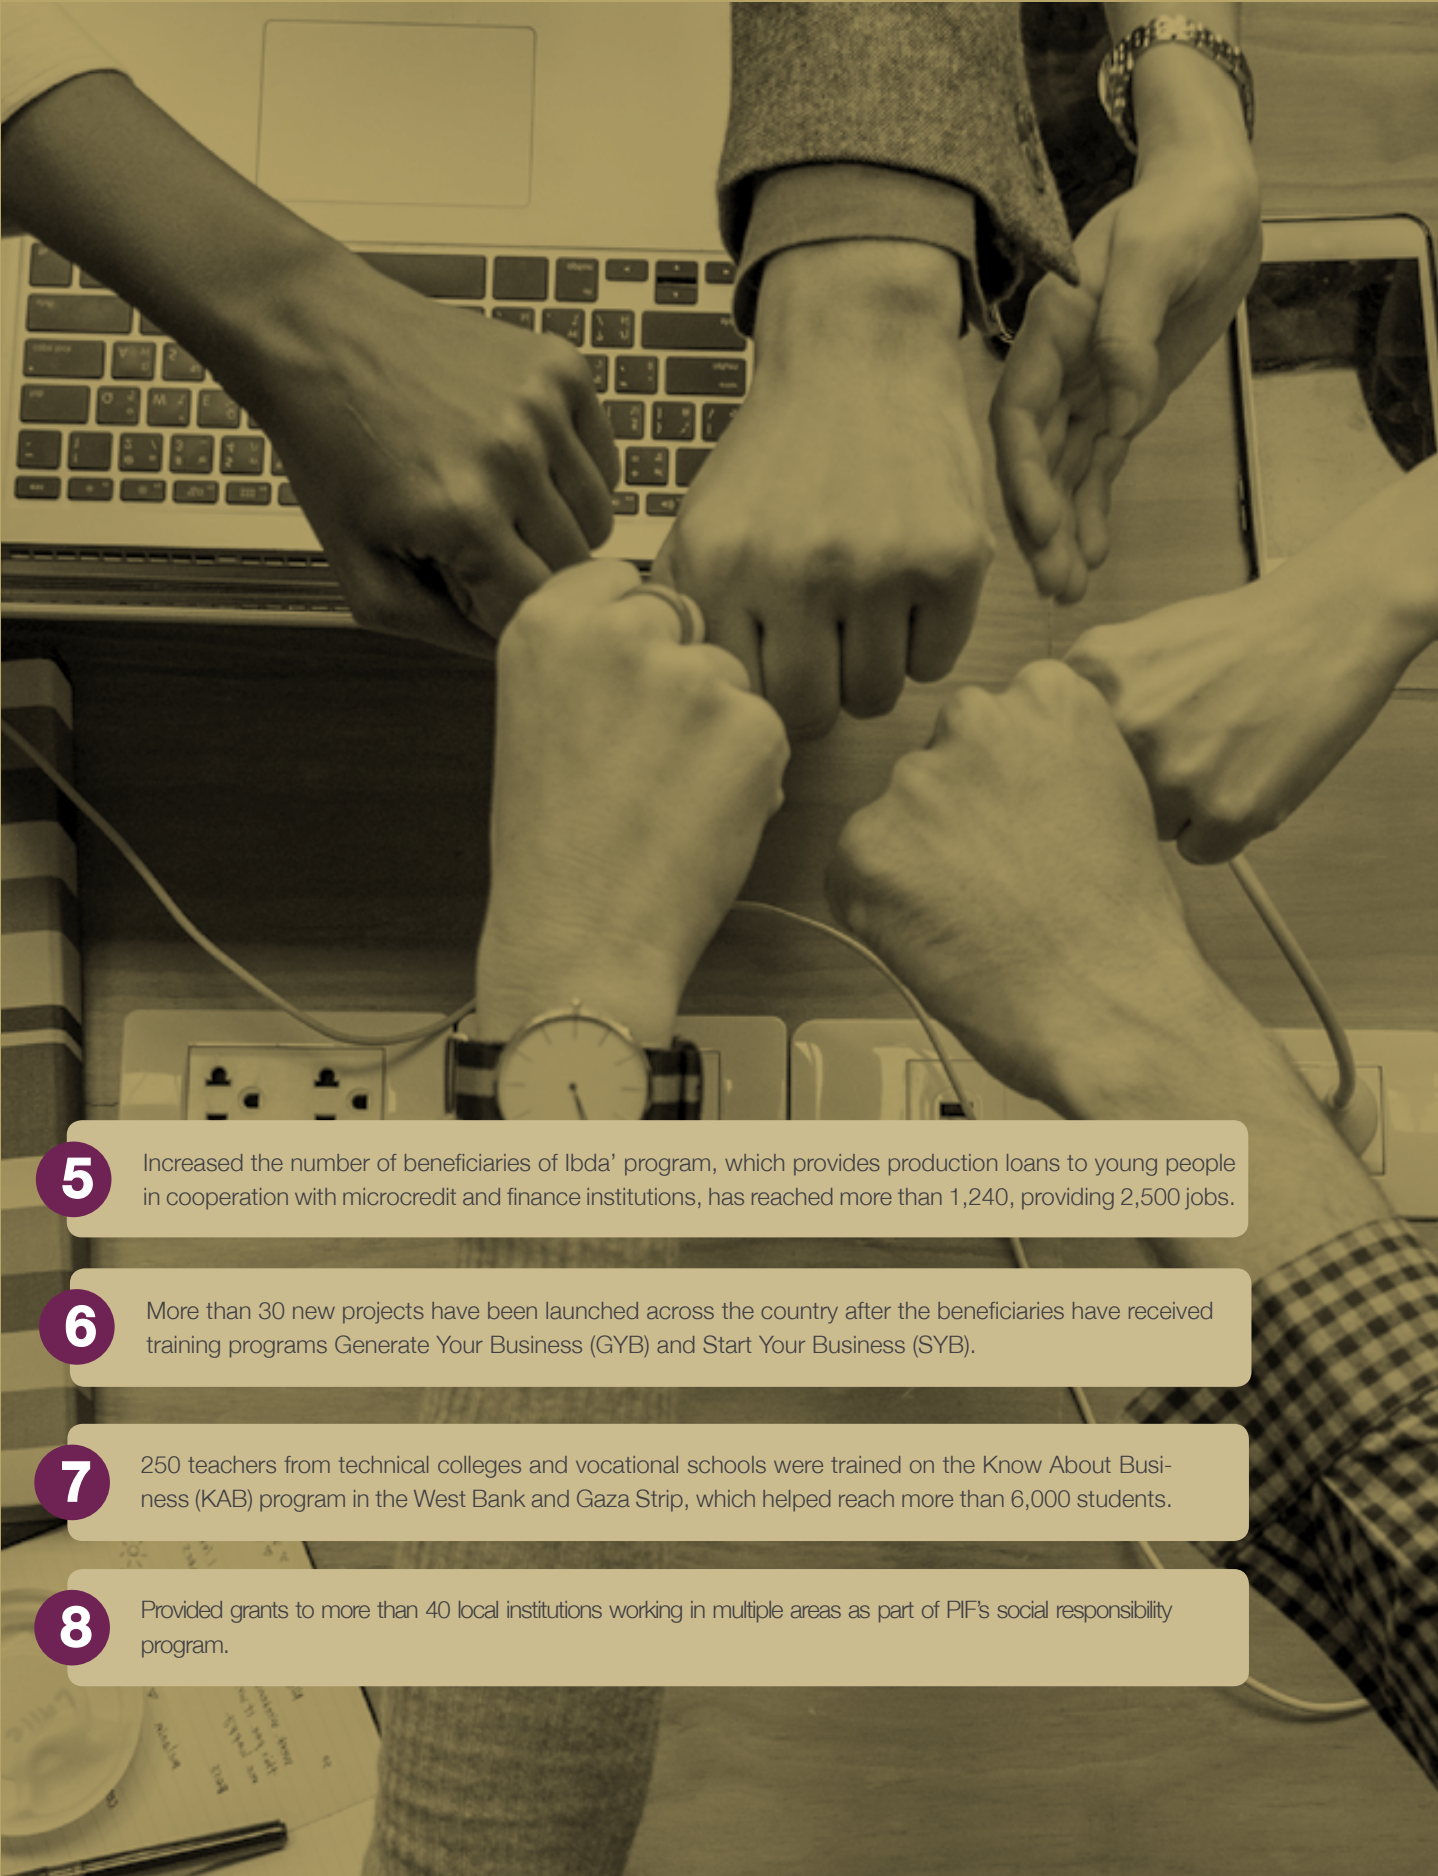 5
Increased the number of beneficiaries of Ibda’ program, which provides production loans to young people
in cooperation with microcredit and finance institutions, has reached more than 1,240, providing 2,500 jobs.
6
More than 30 new projects have been launched across the country after the beneficiaries have received
training programs Generate Your Business (GYB) and Start Your Business (SYB).
7
250 teachers from technical colleges and vocational schools were trained on the Know About Busi-
ness (KAB) program in the West Bank and Gaza Strip, which helped reach more than 6,000 students.
8
Provided grants to more than 40 local institutions working in multiple areas as part of PIF’s social responsibility
program.